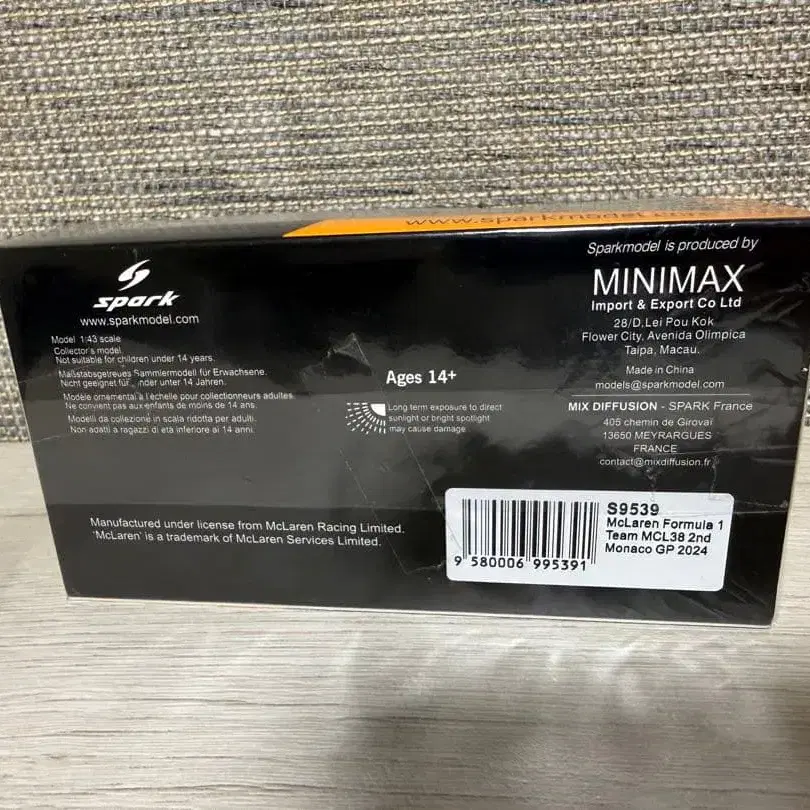 www.sparkmodel.com
spark
www.sparkmodel.com
Model 1:43 scale
Collector's model
Not suitable for children under 14 years.
Maßstabsgetreues Sammlermodell für Erwachsene.
Nicht geeignet für nder unter 14 Jahren.
Modèle ornemental à l'échelle pour collectionneurs adultes
Ne convient pas aux enfants de moins de 14 ans.
Modelli da collezione in scala ridotta per adulti.
Non adatti a ragazzi di età inferiore ai 14 anni.
Ages 14+
Long term exposure to direct
sunlight or bright spotlight
may cause damage
Sparkmodel is produced by
MINIMAX
Import & Export Co Ltd
28/D,Lei Pou Kok
Flower City, Avenida Olimpica
Taipa, Macau.
Made in China
models@sparkmodel.com
MIX DIFFUSION - SPARK France
405 chemin de Giroval
13650 MEYRARGUES
FRANCE
contact@mixdiffusion.fr
Manufactured under license from McLaren Racing Limited.
'McLaren' is a trademark of McLaren Services Limited.
S9539
McLaren Formula 1
Team MCL38 2nd
Monaco GP 2024
9 580006 995391